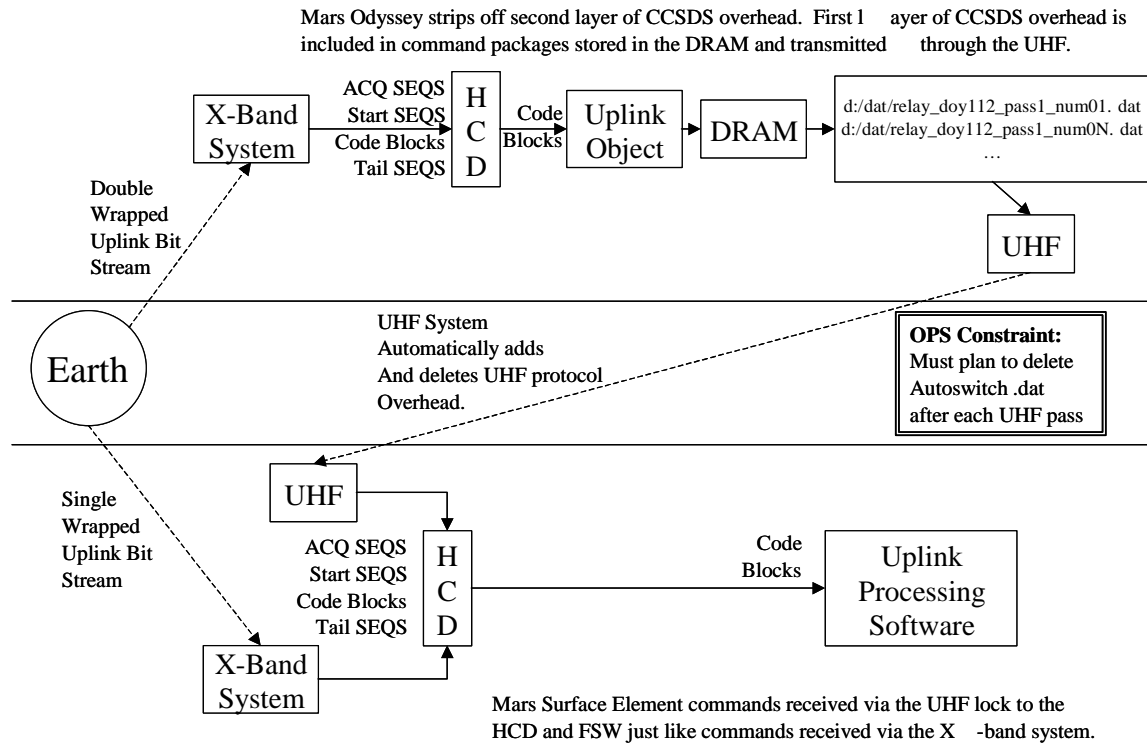 Mars Odyssey strips off second layer of CCSDS overhead. First l ayer of CCSDS overhead is
included in command packages stored in the DRAM and transmitted through the UHF.
X-Band
System
ACQ SEQS
Start SEQS
Code Blocks
Tail SEQS
H
C
D
Code
Blocks
Uplink
Object
DRAM
d:/dat/relay_doy112_pass1_num01. dat
d:/dat/relay_doy112_pass1_num0N. dat
...
Double
Wrapped
Uplink Bit
Stream
UHF
Earth
UHF System
Automatically adds
And deletes UHF protocol
Overhead.
OPS Constraint:
Must plan to delete
Autoswitch .dat
after each UHF pass
Single
Wrapped
Uplink Bit
Stream
UHF
ACQ SEQS
Start SEQS
Code Blocks
Tail SEQS
H
C
D
Code
Blocks
Uplink
Processing
Software
X-Band
System
Mars Surface Element commands received via the UHF lock to the
HCD and FSW just like commands received via the X -band system.